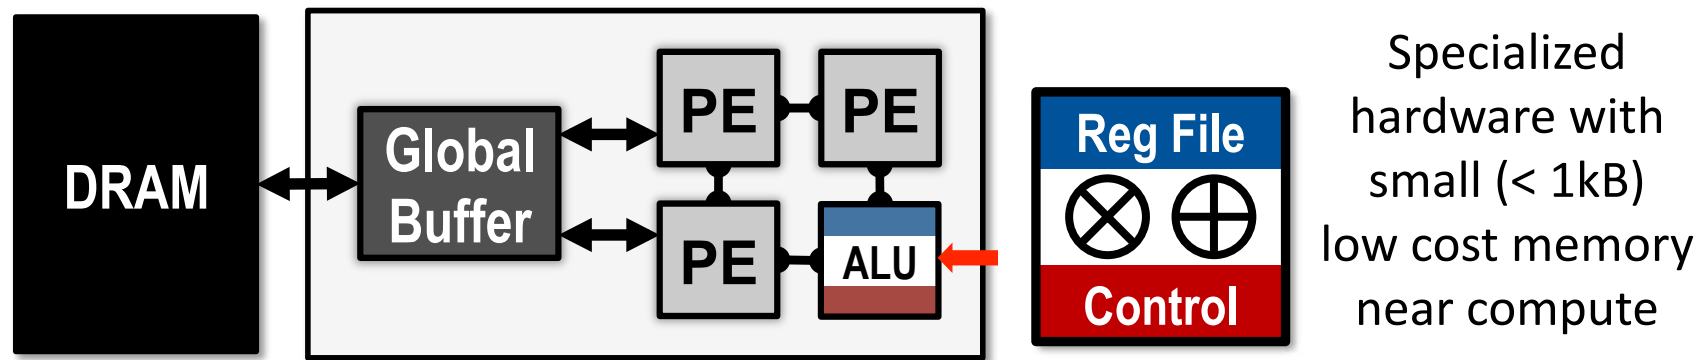 DRAM
Global
Buffer
PE
PE
PE
ALU
Reg File
Control
Specialized
hardware with
small (< 1kB)
low cost memory
near compute